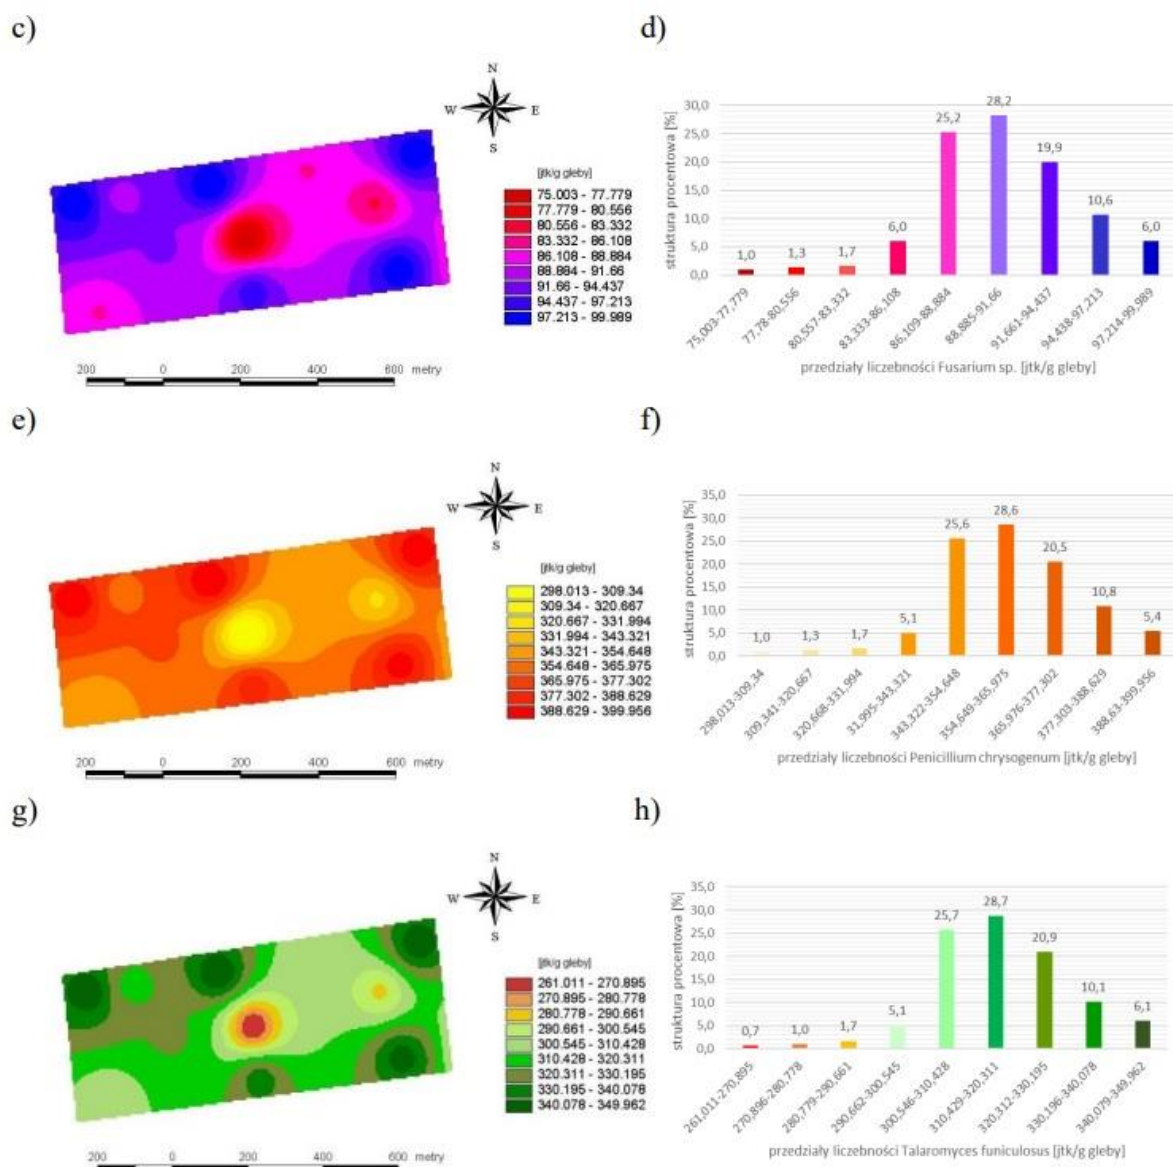 c)
N
W E
S
[jtk/g gleby]
75.003 - 77.779
77.779 - 80.556
80.556 - 83.332
83.332 - 86.108
86.108 - 88.884
88.884 - 91.66
91.66 - 94.437
94.437 - 97.213
97.213 - 99.989
200 0 200 400 600 metry
d)
struktura procentowa [%]
30,0
25,0
20,0
15,0
10,0
5,0
0,0
1,0 1,3 1,7 6,0 25,2 28,2 19,9 10,6 6,0
75,003-77,779
77,78-80,556
80,557-83,332
83,333-86,108
86,109-88,884
88,885-91,66
91,661-94,437
94,438-97,213
97,214-99,989
przedziały liczebności Fusarium sp. [jtk/g gleby]
e)
N
W E
S
[jtk/g gleby]
298.013 - 309.34
309.34 - 320.667
320.667 - 331.994
331.994 - 343.321
343.321 - 354.648
354.648 - 365.975
365.975 - 377.302
377.302 - 388.629
388.629 - 399.956
200 0 200 400 600 metry
f)
struktura procentowa [%]
35,0
30,0
25,0
20,0
15,0
10,0
5,0
0,0
1,0 1,3 1,7 5,1 25,6 28,6 20,5 10,8 5,4
298,013-309,34
309,341-320,667
320,668-331,994
31,995-343,321
343,322-354,648
354,649-365,975
365,976-377,302
377,303-388,629
388,63-399,956
przedziały liczebności Penicillium chrysogenum [jtk/g gleby]
g)
N
W E
S
[jtk/g gleby]
261.011 - 270.895
270.895 - 280.778
280.778 - 290.661
290.661 - 300.545
300.545 - 310.428
310.428 - 320.311
320.311 - 330.195
330.195 - 340.078
340.078 - 349.962
200 0 200 400 600 metry
h)
struktura procentowa [%]
35,0
30,0
25,0
20,0
15,0
10,0
5,0
0,0
0,7 1,0 1,7 5,1 25,7 28,7 20,9 10,1 6,1
261,011-270,895
270,896-280,778
280,779-290,661
290,662-300,545
300,546-310,428
310,429-320,311
320,312-330,195
330,196-340,078
340,079-349,962
przedziały liczebności Talaromyces funiculosus [jtk/g gleby]